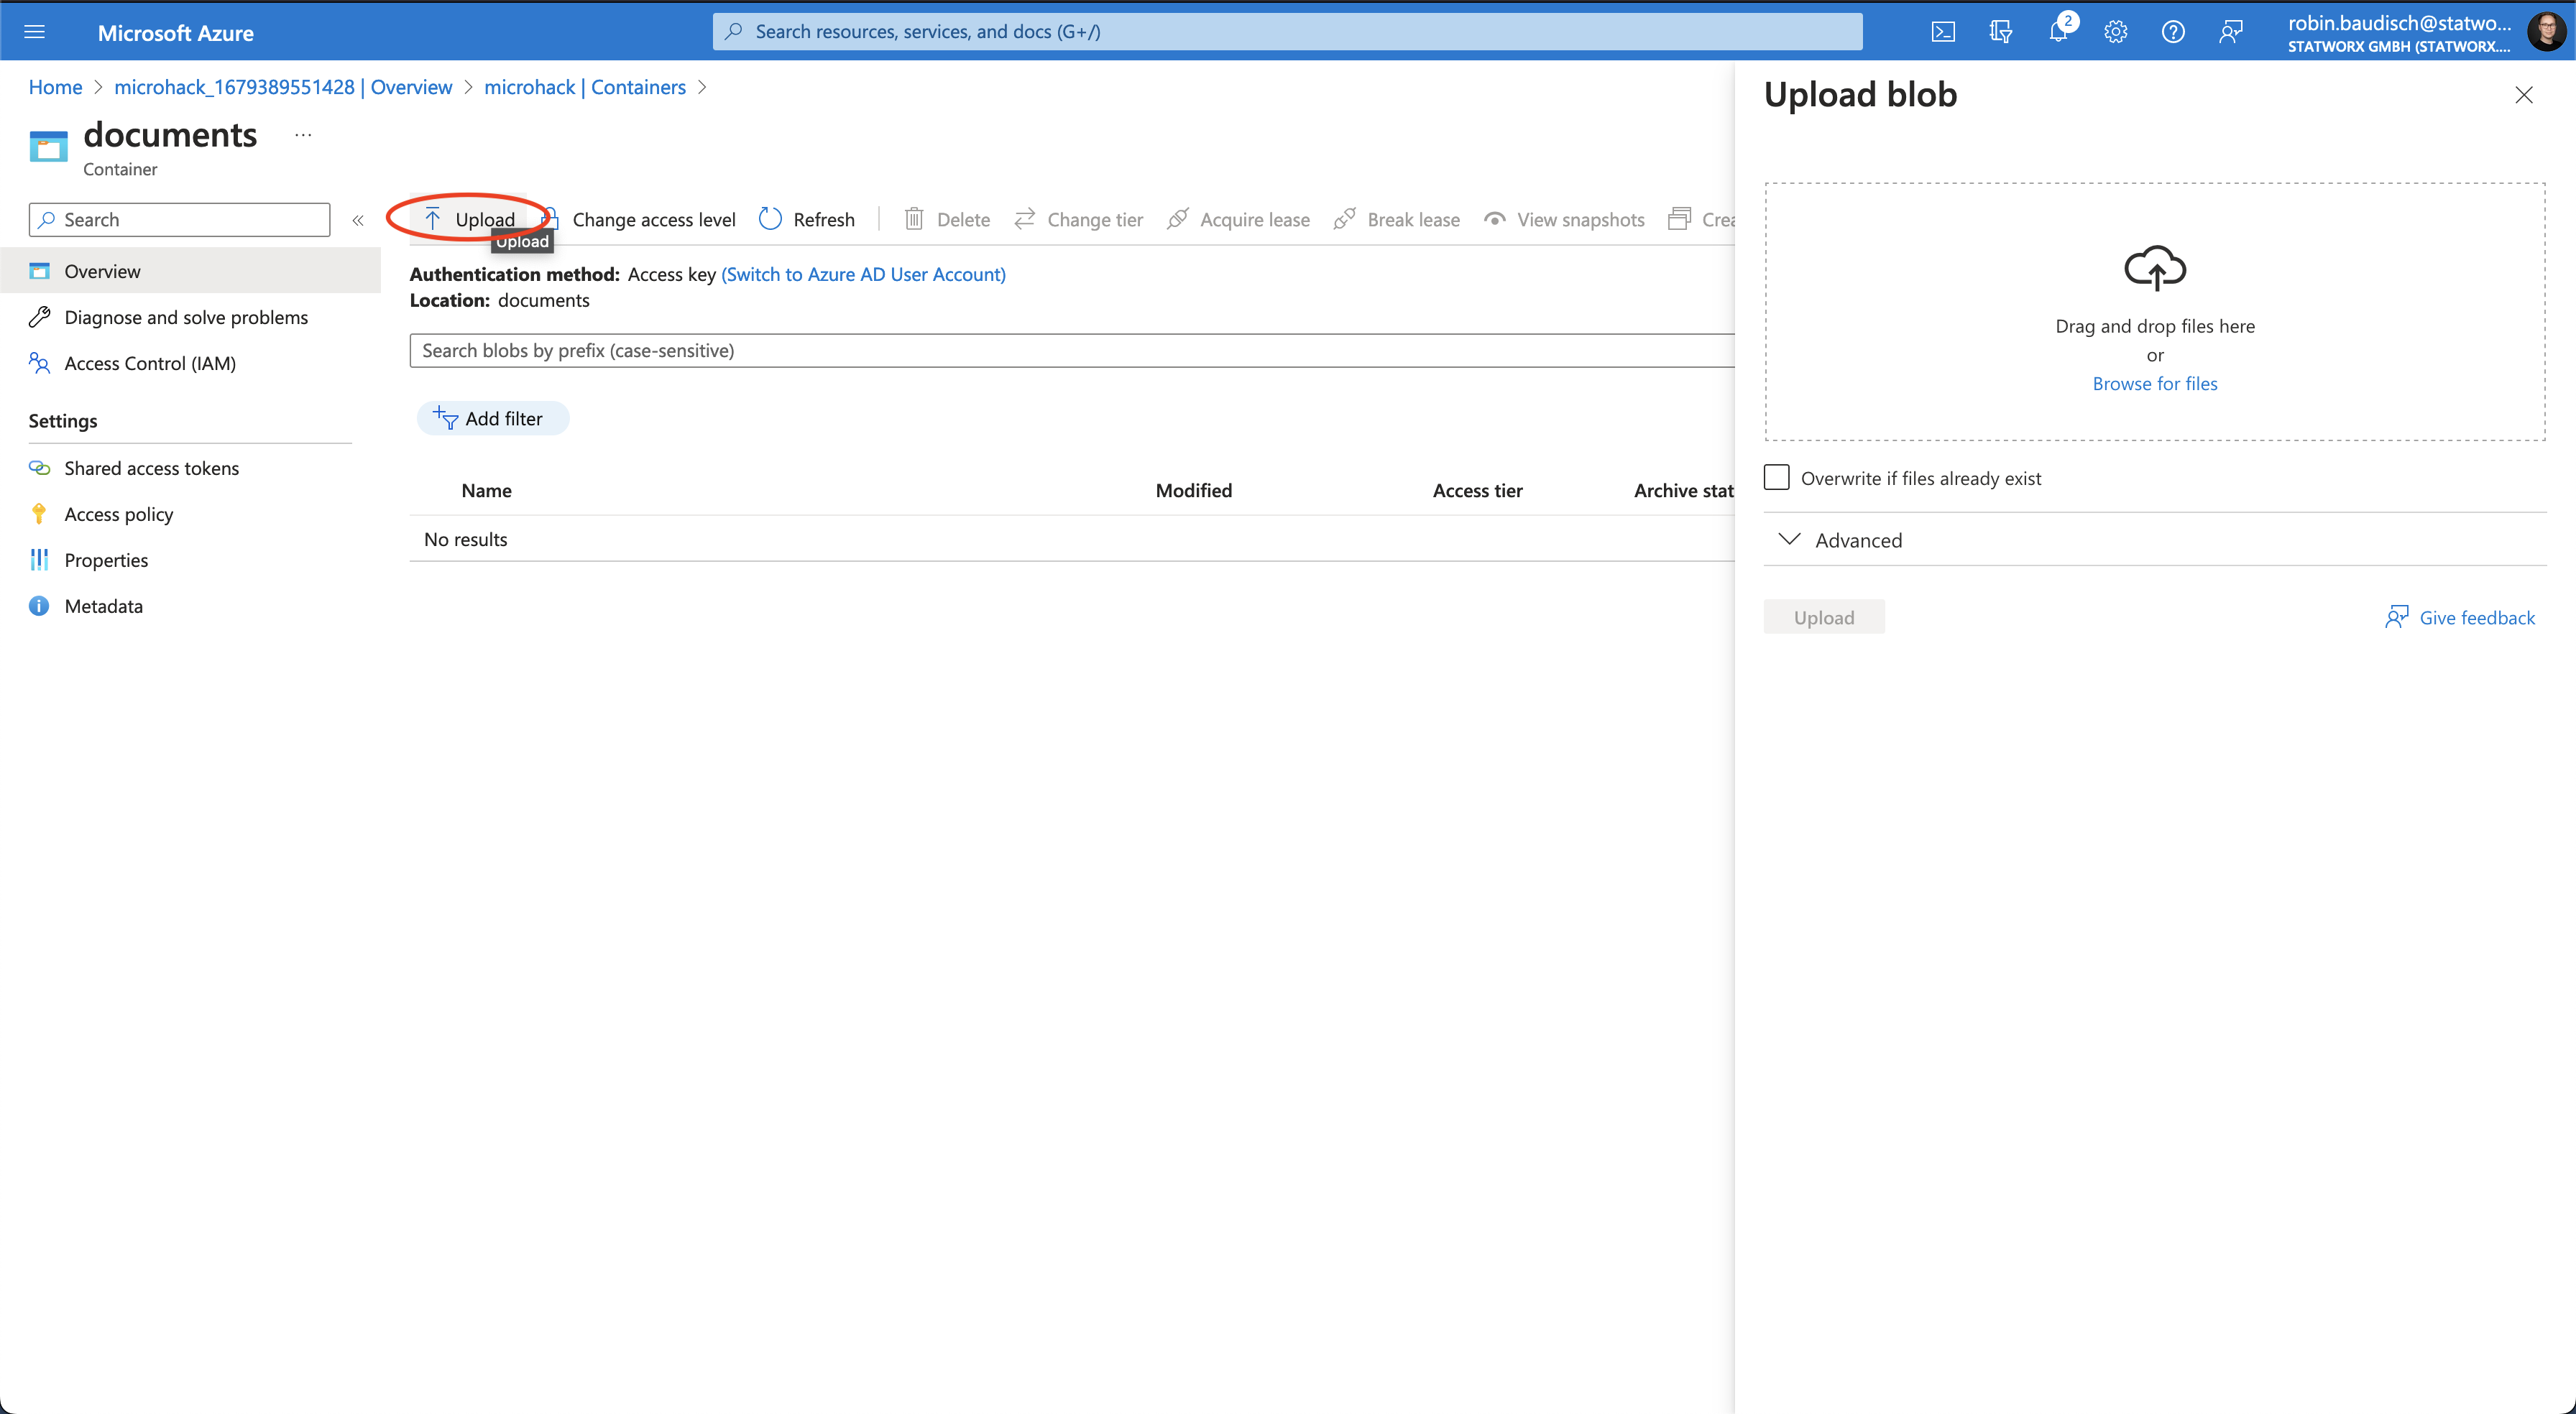 Microsoft Azure
Search resources, services, and docs (G+/)
2
robin.baudisch@statwo...
STATWORX GMBH (STATWORX....
Home > microhack_1679389551428 | Overview > microhack | Containers >
documents ...
Container
Search
«
Upload
Change access level
Refresh
Delete
Change tier
Acquire lease
Break lease
View snapshots
Crea
Upload
Overview
Diagnose and solve problems
Access Control (IAM)
Settings
Shared access tokens
Access policy
Properties
Metadata
Authentication method: Access key (Switch to Azure AD User Account)
Location: documents
Search blobs by prefix (case-sensitive)
Add filter
Name Modified Access tier Archive stat
No results
Upload blob
Drag and drop files here
or
Browse for files
Overwrite if files already exist
Advanced
Upload
Give feedback